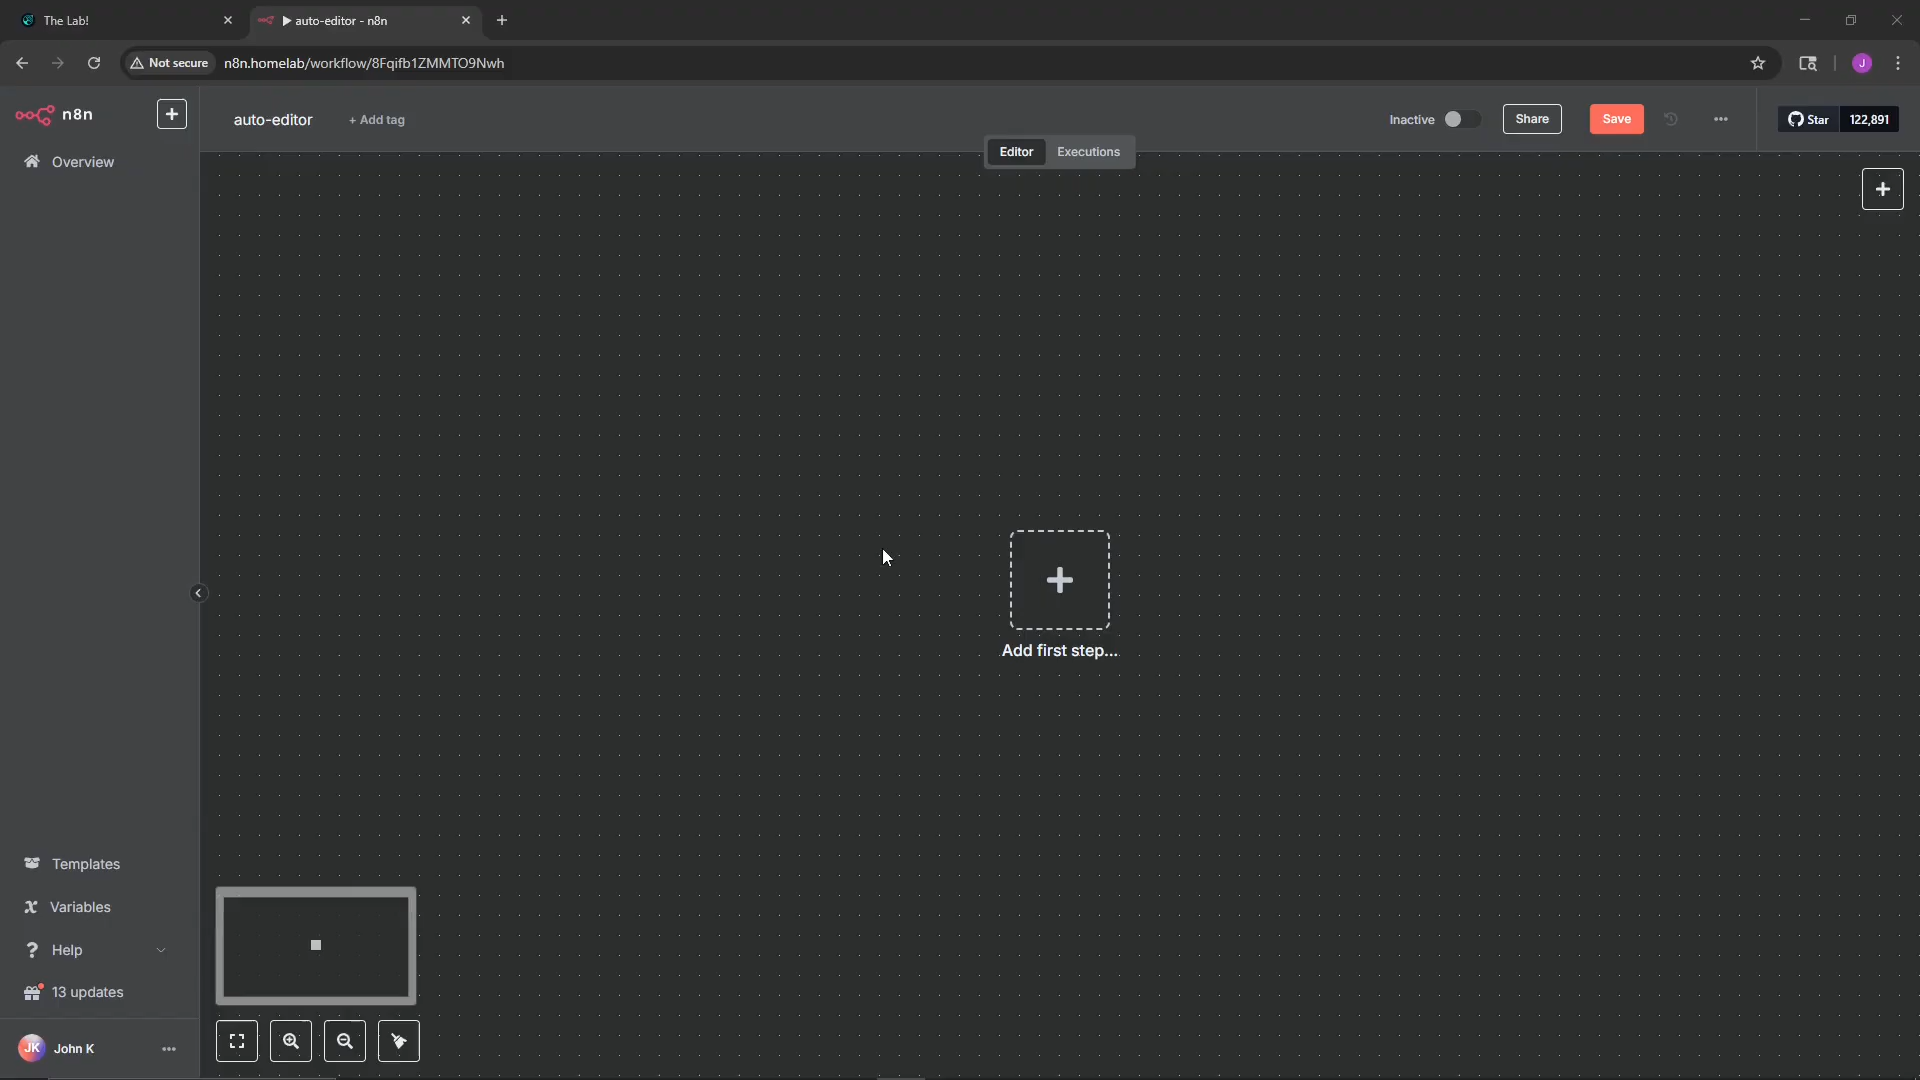 The Lab!
▶ auto-editor - n8n
Not secure
n8n.homelab/workflow/8Fqifb1ZMMTO9Nwh
J
n8n
auto-editor
+ Add tag
Inactive
Share
Save
Star
122,891
Editor
Executions
Overview
Add first step...
Templates
Variables
Help
13 updates
JK
John K